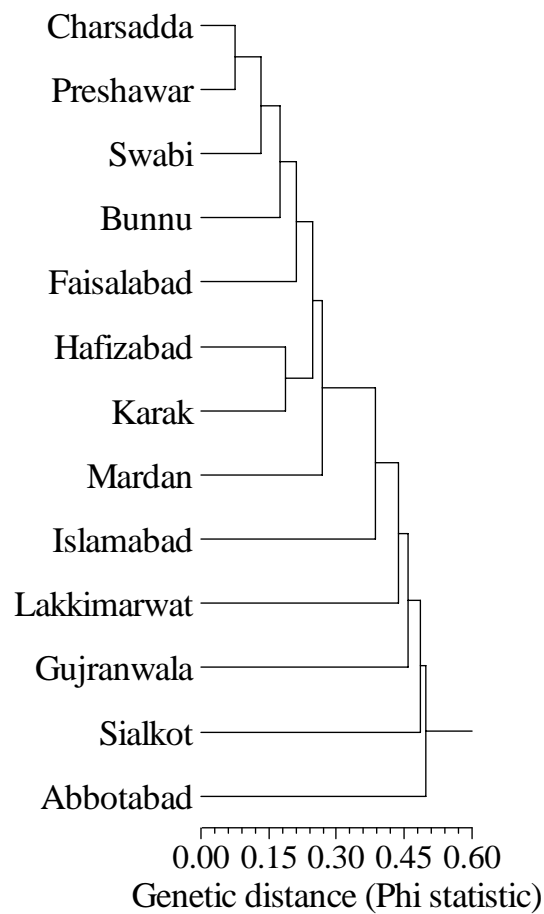 Charsadda
Preshawar
Swabi
Bunnu
Faisalabad
Hafizabad
Karak
Mardan
Islamabad
Lakkimarwat
Gujranwala
Sialkot
Abbotabad
0.00 0.15 0.30 0.45 0.60
Genetic distance (Phi statistic)